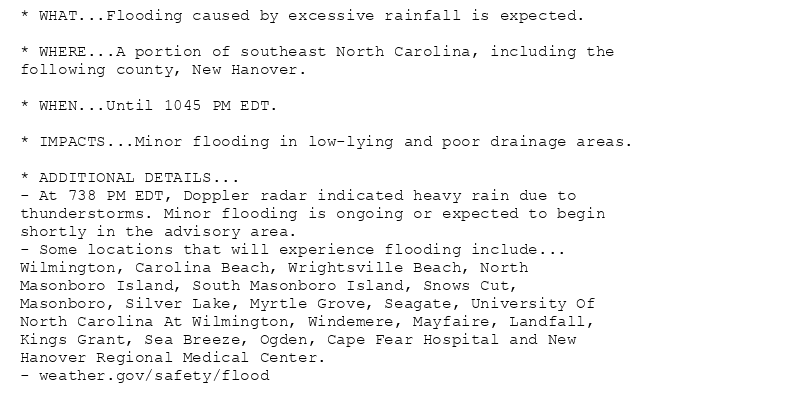 * WHAT...Flooding caused by excessive rainfall is expected.
* WHERE...A portion of southeast North Carolina, including the
following county, New Hanover.
* WHEN...Until 1045 PM EDT.
* IMPACTS...Minor flooding in low-lying and poor drainage areas.
* ADDITIONAL DETAILS...
- At 738 PM EDT, Doppler radar indicated heavy rain due to
thunderstorms. Minor flooding is ongoing or expected to begin
shortly in the advisory area.
- Some locations that will experience flooding include...
Wilmington, Carolina Beach, Wrightsville Beach, North
Masonboro Island, South Masonboro Island, Snows Cut,
Masonboro, Silver Lake, Myrtle Grove, Seagate, University Of
North Carolina At Wilmington, Windemere, Mayfaire, Landfall,
Kings Grant, Sea Breeze, Ogden, Cape Fear Hospital and New
Hanover Regional Medical Center.
- weather.gov/safety/flood